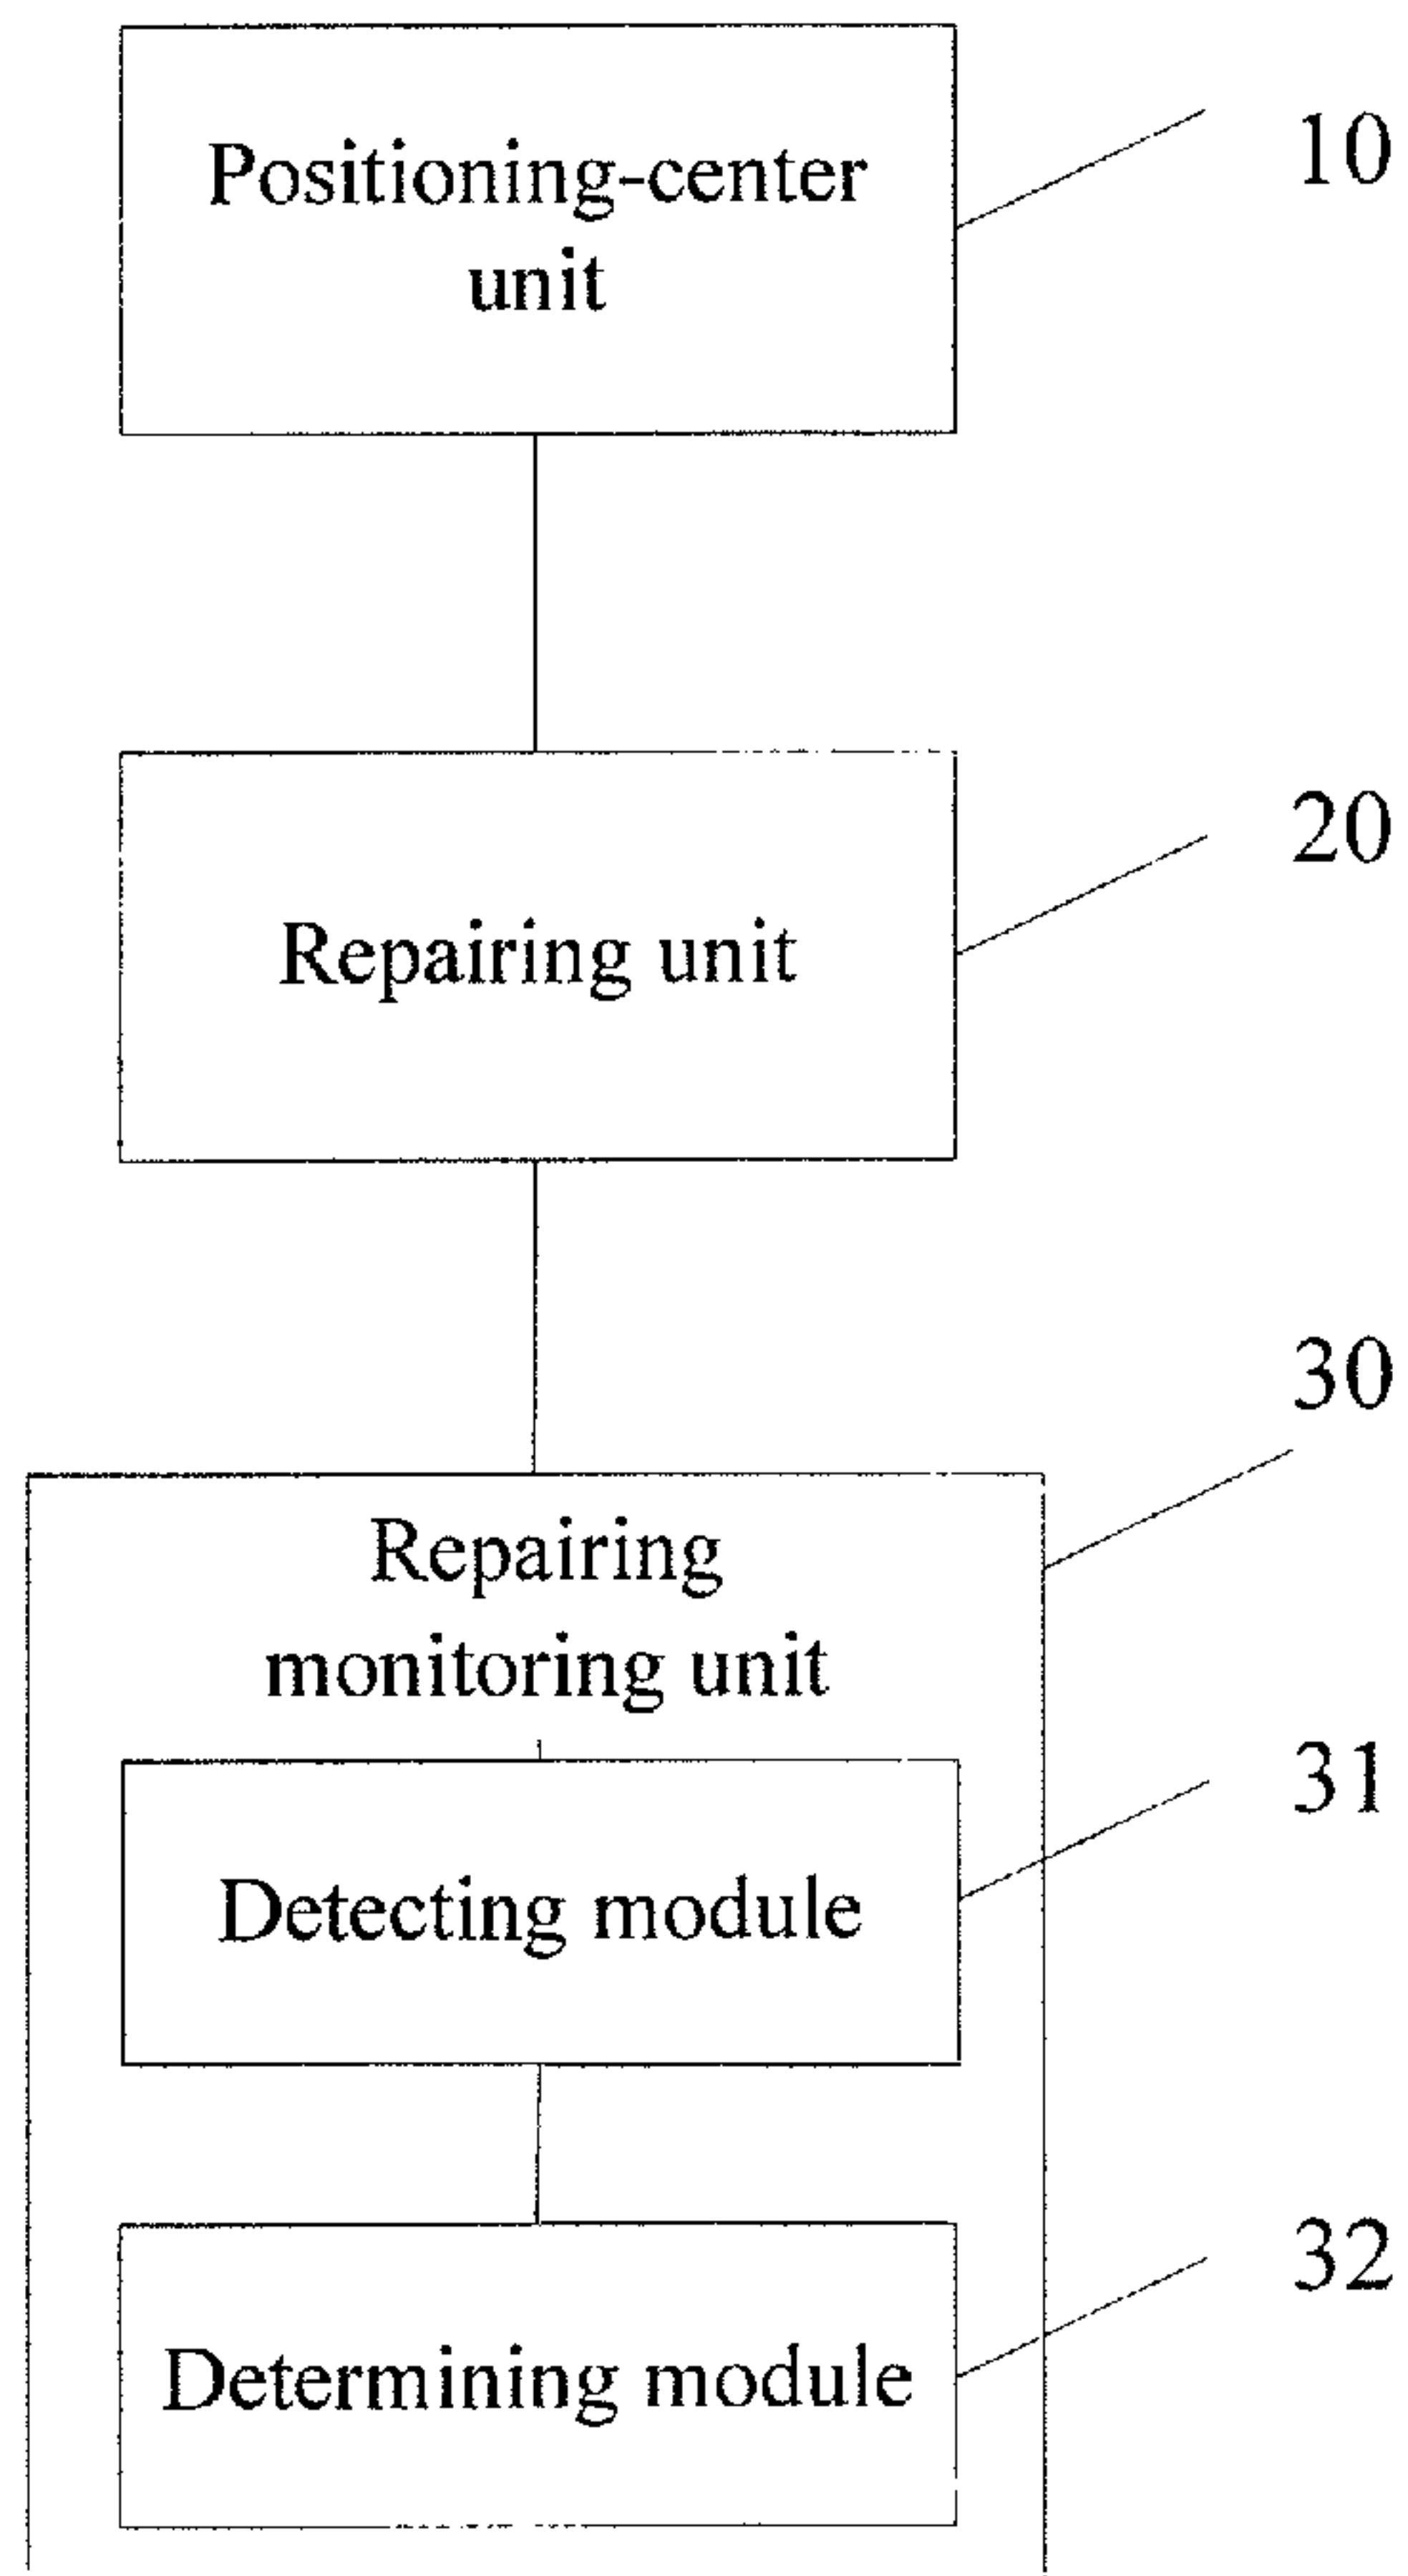 Positioning-center
unit
10
Repairing unit
20
30
Repairing
monitoring unit
31
Detecting module
32
Determining module